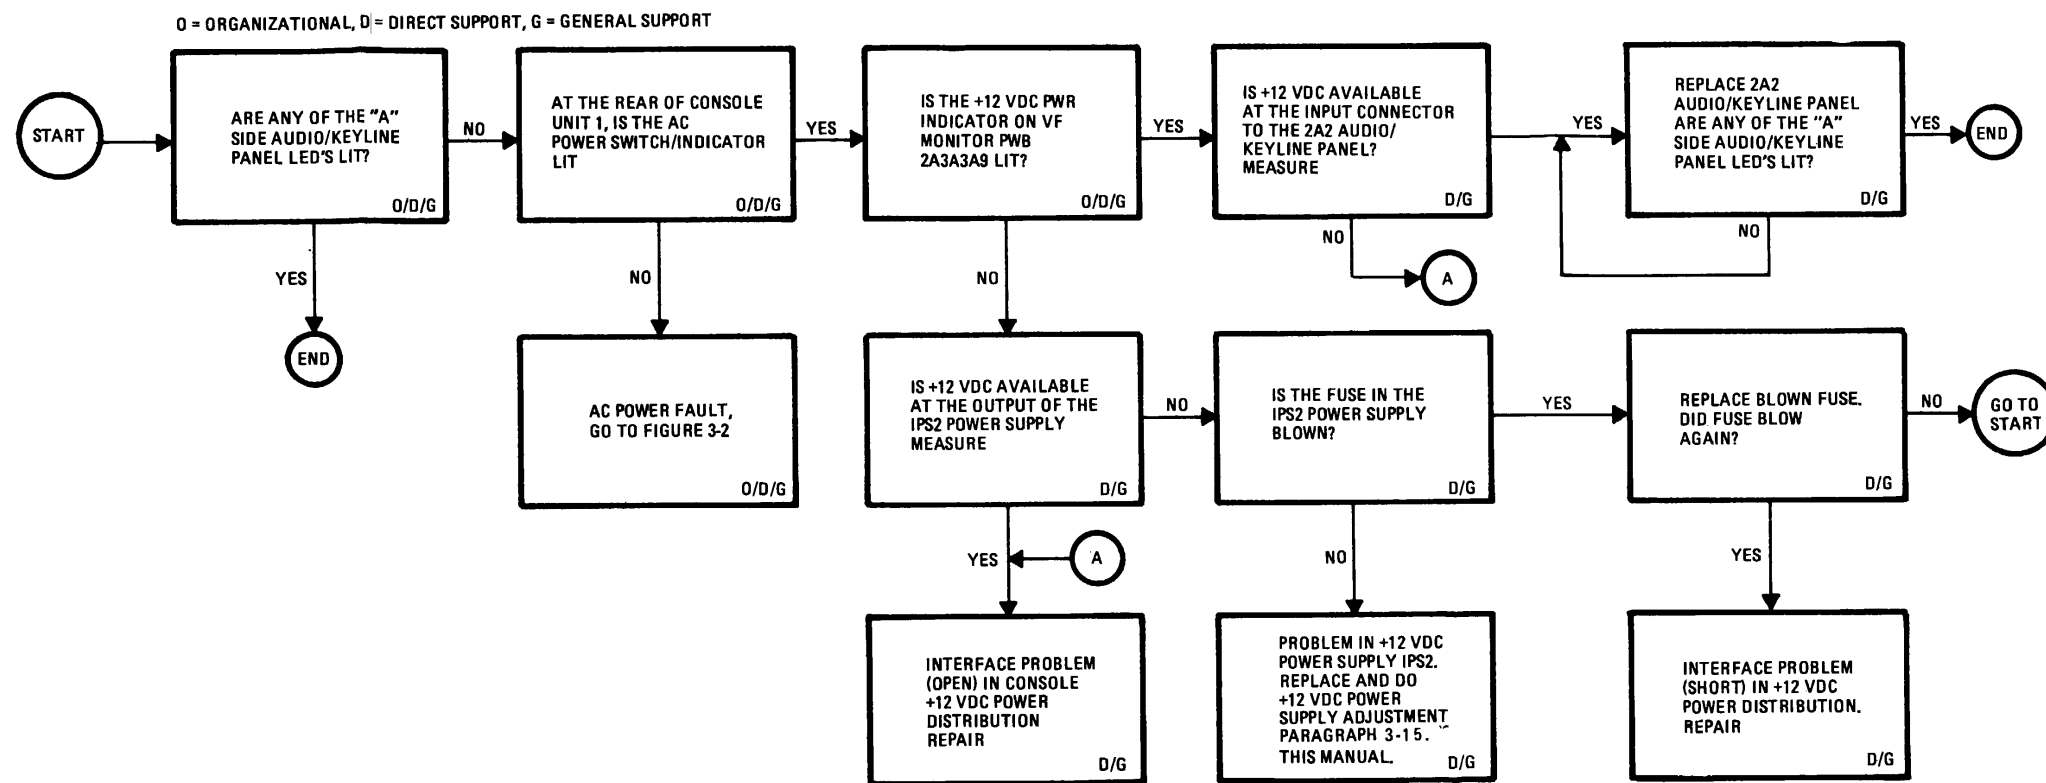 O = ORGANIZATIONAL, D = DIRECT SUPPORT, G = GENERAL SUPPORT
START
ARE ANY OF THE "A"
SIDE AUDIO/KEYLINE
PANEL LED'S LIT?
O/D/G
NO
YES
END
AT THE REAR OF CONSOLE
UNIT 1, IS THE AC
POWER SWITCH/INDICATOR
LIT
O/D/G
YES
NO
AC POWER FAULT,
GO TO FIGURE 3-2
O/D/G
IS THE +12 VDC PWR
INDICATOR ON VF
MONITOR PWB
2A3A3A9 LIT?
O/D/G
YES
NO
IS +12 VDC AVAILABLE
AT THE INPUT CONNECTOR
TO THE 2A2 AUDIO/
KEYLINE PANEL?
MEASURE
D/G
YES
NO
A
REPLACE 2A2
AUDIO/KEYLINE PANEL
ARE ANY OF THE "A"
SIDE AUDIO/KEYLINE
PANEL LED'S LIT?
D/G
YES
END
NO
IS +12 VDC AVAILABLE
AT THE OUTPUT OF THE
IPS2 POWER SUPPLY
MEASURE
D/G
NO
YES
A
IS THE FUSE IN THE
IPS2 POWER SUPPLY
BLOWN?
D/G
YES
NO
REPLACE BLOWN FUSE.
DID FUSE BLOW
AGAIN?
D/G
NO
GO TO
START
YES
INTERFACE PROBLEM
(OPEN) IN CONSOLE
+12 VDC POWER
DISTRIBUTION
REPAIR
D/G
PROBLEM IN +12 VDC
POWER SUPPLY IPS2.
REPLACE AND DO
+12 VDC POWER
SUPPLY ADJUSTMENT
PARAGRAPH 3-15.
THIS MANUAL.
D/G
INTERFACE PROBLEM
(SHORT) IN +12 VDC
POWER DISTRIBUTION.
REPAIR
D/G